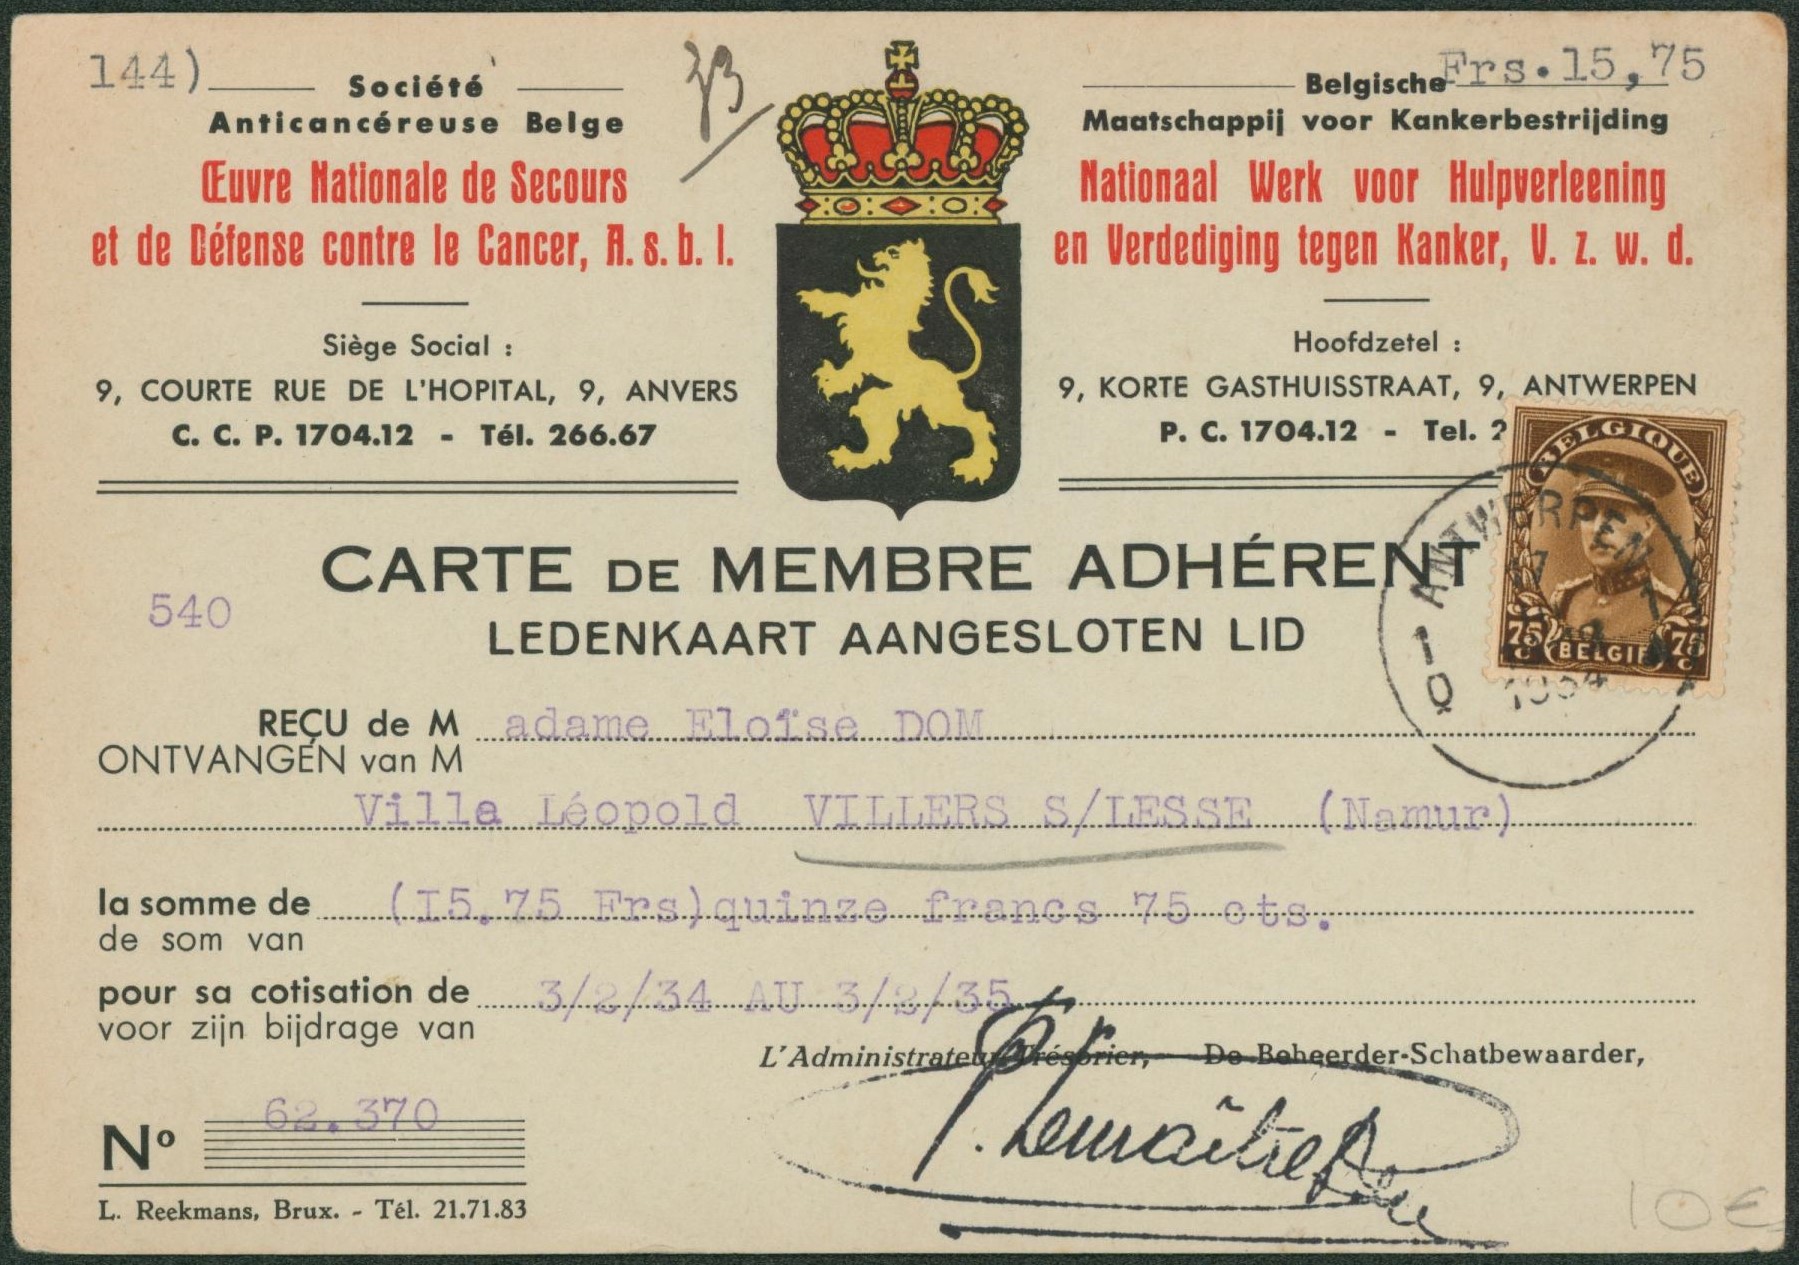 144)
Frs.15,75
Société
Anticancéreuse Belge
Œuvre Nationale de Secours
et de Défense contre le Cancer, A. s. b. l.
Siège Social :
9, COURTE RUE DE L'HOPITAL, 9, ANVERS
C. C. P. 1704.12 - Tél. 266.67
Belgische
Maatschappij voor Kankerbestrijding
Nationaal Werk voor Hulpverleening
en Verdediging tegen Kanker, V. z. w. d.
Hoofdzetel :
9, KORTE GASTHUISSTRAAT, 9, ANTWERPEN
P. C. 1704.12 - Tel. 2
BELGIQUE
75 c BELGIE 75 c
ANTWERPEN 1
1934
CARTE DE MEMBRE ADHÉRENT
540
LEDENKAART AANGESLOTEN LID
REÇU de M adame Eloïse DOM
ONTVANGEN van M
Villa Léopold VILLERS S/LESSE (Namur)
la somme de (I5.75 Frs)quinze francs 75 cts.
de som van
pour sa cotisation de 3/2/34 AU 3/2/35
voor zijn bijdrage van
L'Administrateur-Trésorier, De Beheerder-Schatbewaarder,
Nº 62.370
L. Reekmans, Brux. - Tél. 21.71.83
10€